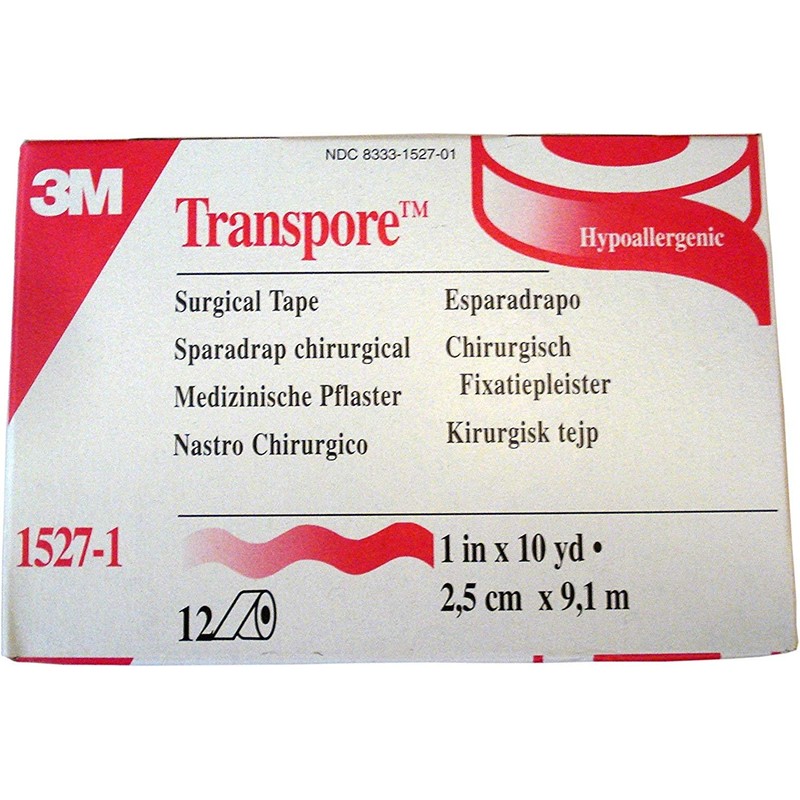 NDC 8333-1527-01
3M
Transpore™
Hypoallergenic
Surgical Tape
Sparadrap chirurgical
Medizinische Pflaster
Nastro Chirurgico
Esparadrapo
Chirurgisch
Fixatiepleister
Kirurgisk tejp
1527-1
1 in x 10 yd •
2,5 cm x 9,1 m
12